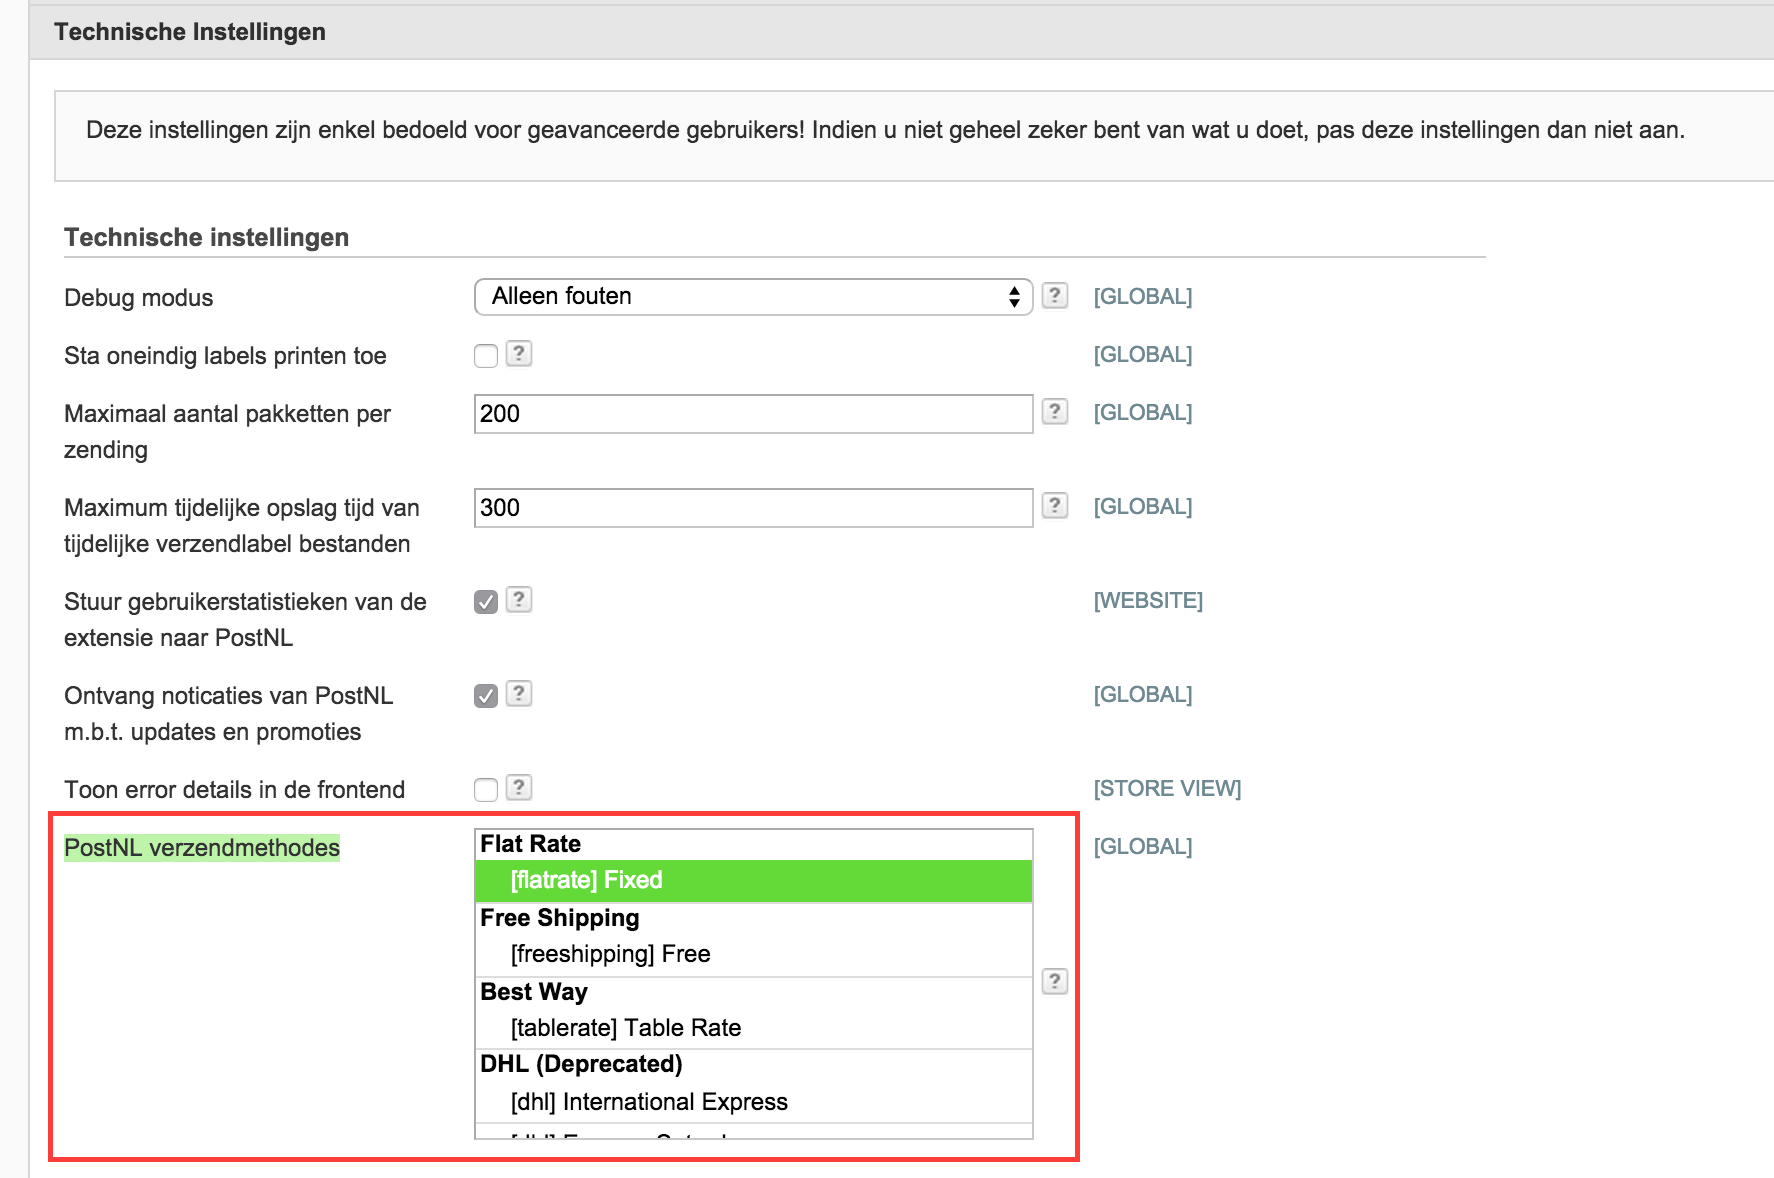 Technische Instellingen
Deze instellingen zijn enkel bedoeld voor geavanceerde gebruikers! Indien u niet geheel zeker bent van wat u doet, pas deze instellingen dan niet aan.
Technische instellingen
Debug modus Alleen fouten ? [GLOBAL]
Sta oneindig labels printen toe ? [GLOBAL]
Maximaal aantal pakketten per 200 ? [GLOBAL]
zending
Maximum tijdelijke opslag tijd van 300 ? [GLOBAL]
tijdelijke verzendlabel bestanden
Stuur gebruikerstatistieken van de ? [WEBSITE]
extensie naar PostNL
Ontvang noticaties van PostNL ? [GLOBAL]
m.b.t. updates en promoties
Toon error details in de frontend ? [STORE VIEW]
PostNL verzendmethodes Flat Rate [GLOBAL]
[flatrate] Fixed
Free Shipping
[freeshipping] Free
?
Best Way
[tablerate] Table Rate
DHL (Deprecated)
[dhl] International Express